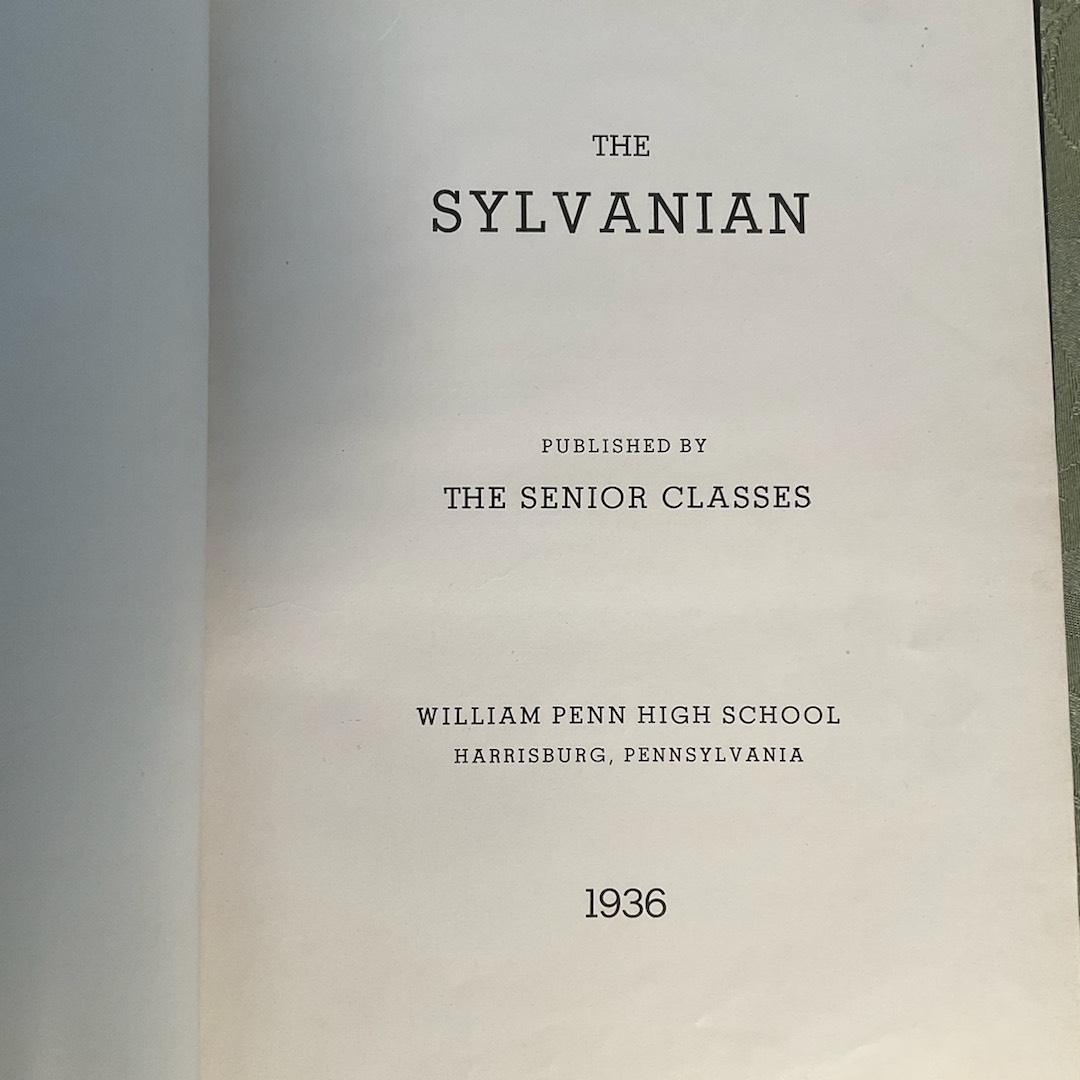 THE
SYLVANIAN
PUBLISHED BY
THE SENIOR CLASSES
WILLIAM PENN HIGH SCHOOL
HARRISBURG, PENNSYLVANIA
1936